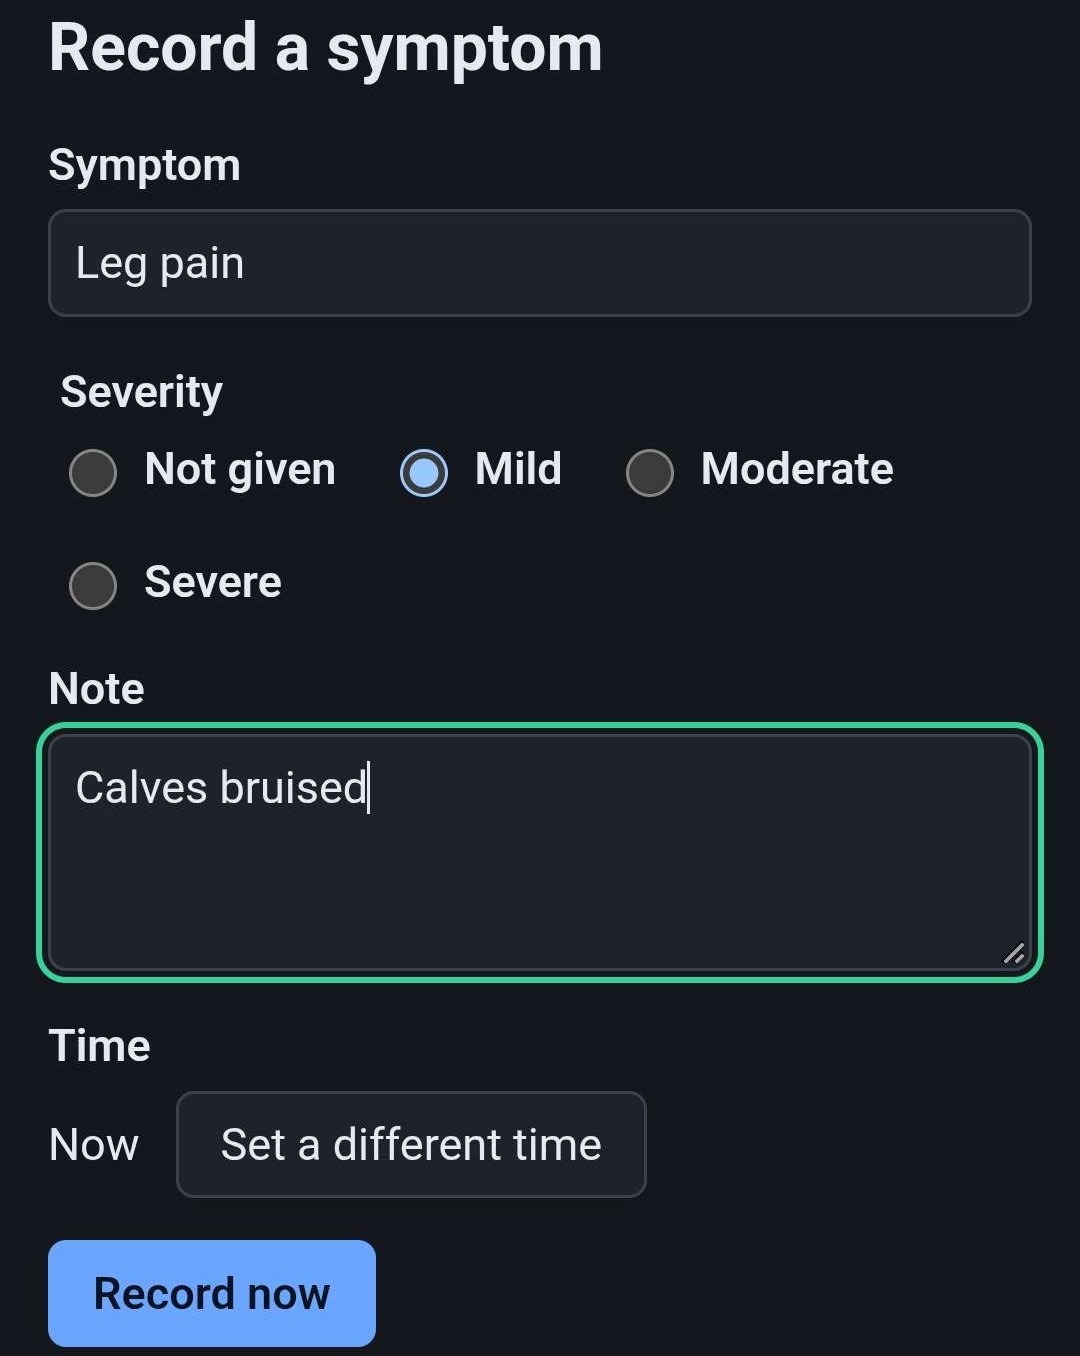 Record a symptom
Symptom
Leg pain
Severity
Not given Mild Moderate
Severe
Note
Calves bruised
Time
Now Set a different time
Record now